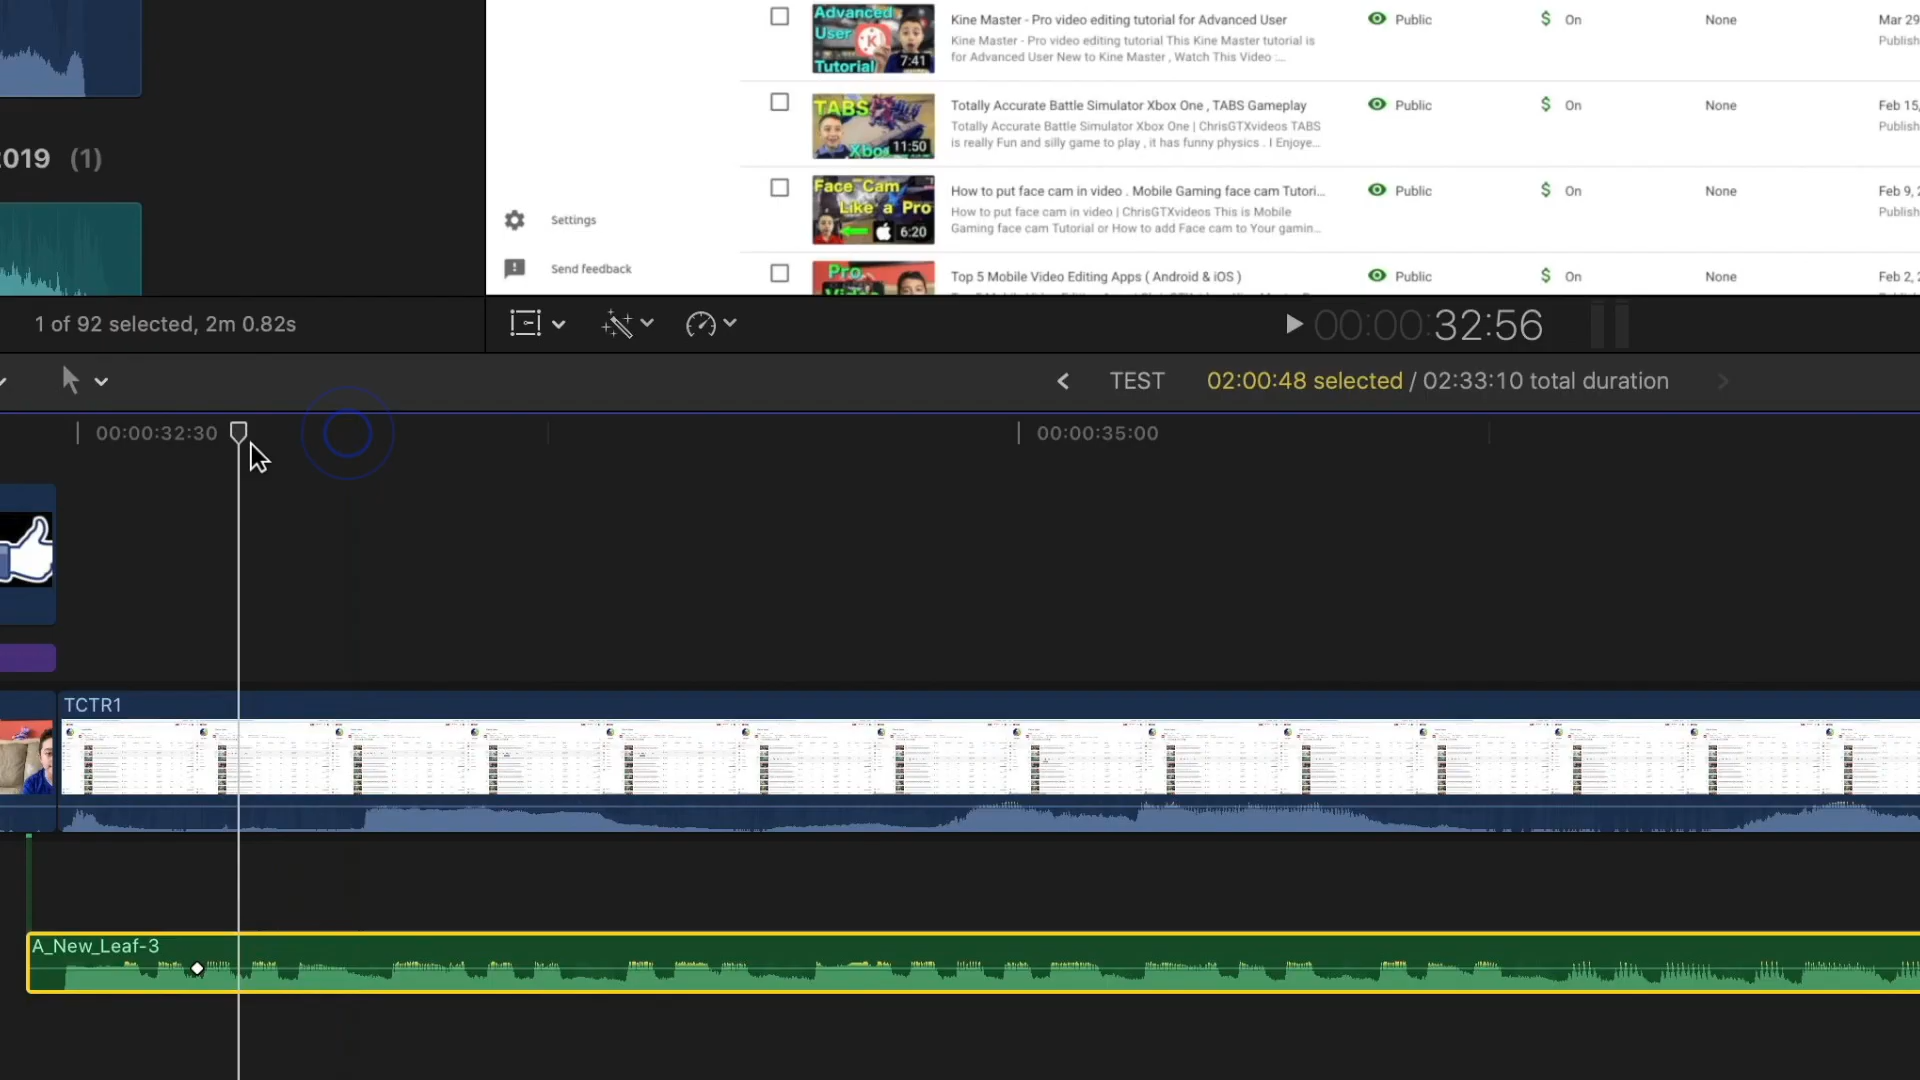 Advanced
User
Tutorial
7:41
Kine Master - Pro video editing tutorial for Advanced User
Kine Master - Pro video editing tutorial This Kine Master tutorial is
for Advanced User New to Kine Master , Watch This Video :...
Public
$ On
None
Mar 29
Publish
TABS
Xbox
11:50
Totally Accurate Battle Simulator Xbox One , TABS Gameplay
Totally Accurate Battle Simulator Xbox One | ChrisGTXvideos TABS
is really Fun and silly game to play , it has funny physics . I Enjoye...
Public
$ On
None
Feb 15,
Publish
2019 (1)
Face Cam
Like a Pro
6:20
How to put face cam in video . Mobile Gaming face cam Tutori...
How to put face cam in video | ChrisGTXvideos This is Mobile
Gaming face cam Tutorial or How to add Face cam to Your gamin...
Public
$ On
None
Feb 9, 2
Publish
Settings
Send feedback
Pro
Top 5 Mobile Video Editing Apps ( Android & iOS )
Public
$ On
None
Feb 2, 2
1 of 92 selected, 2m 0.82s
00:00:32:56
TEST
02:00:48 selected / 02:33:10 total duration
00:00:32:30
00:00:35:00
TCTR1
A_New_Leaf-3